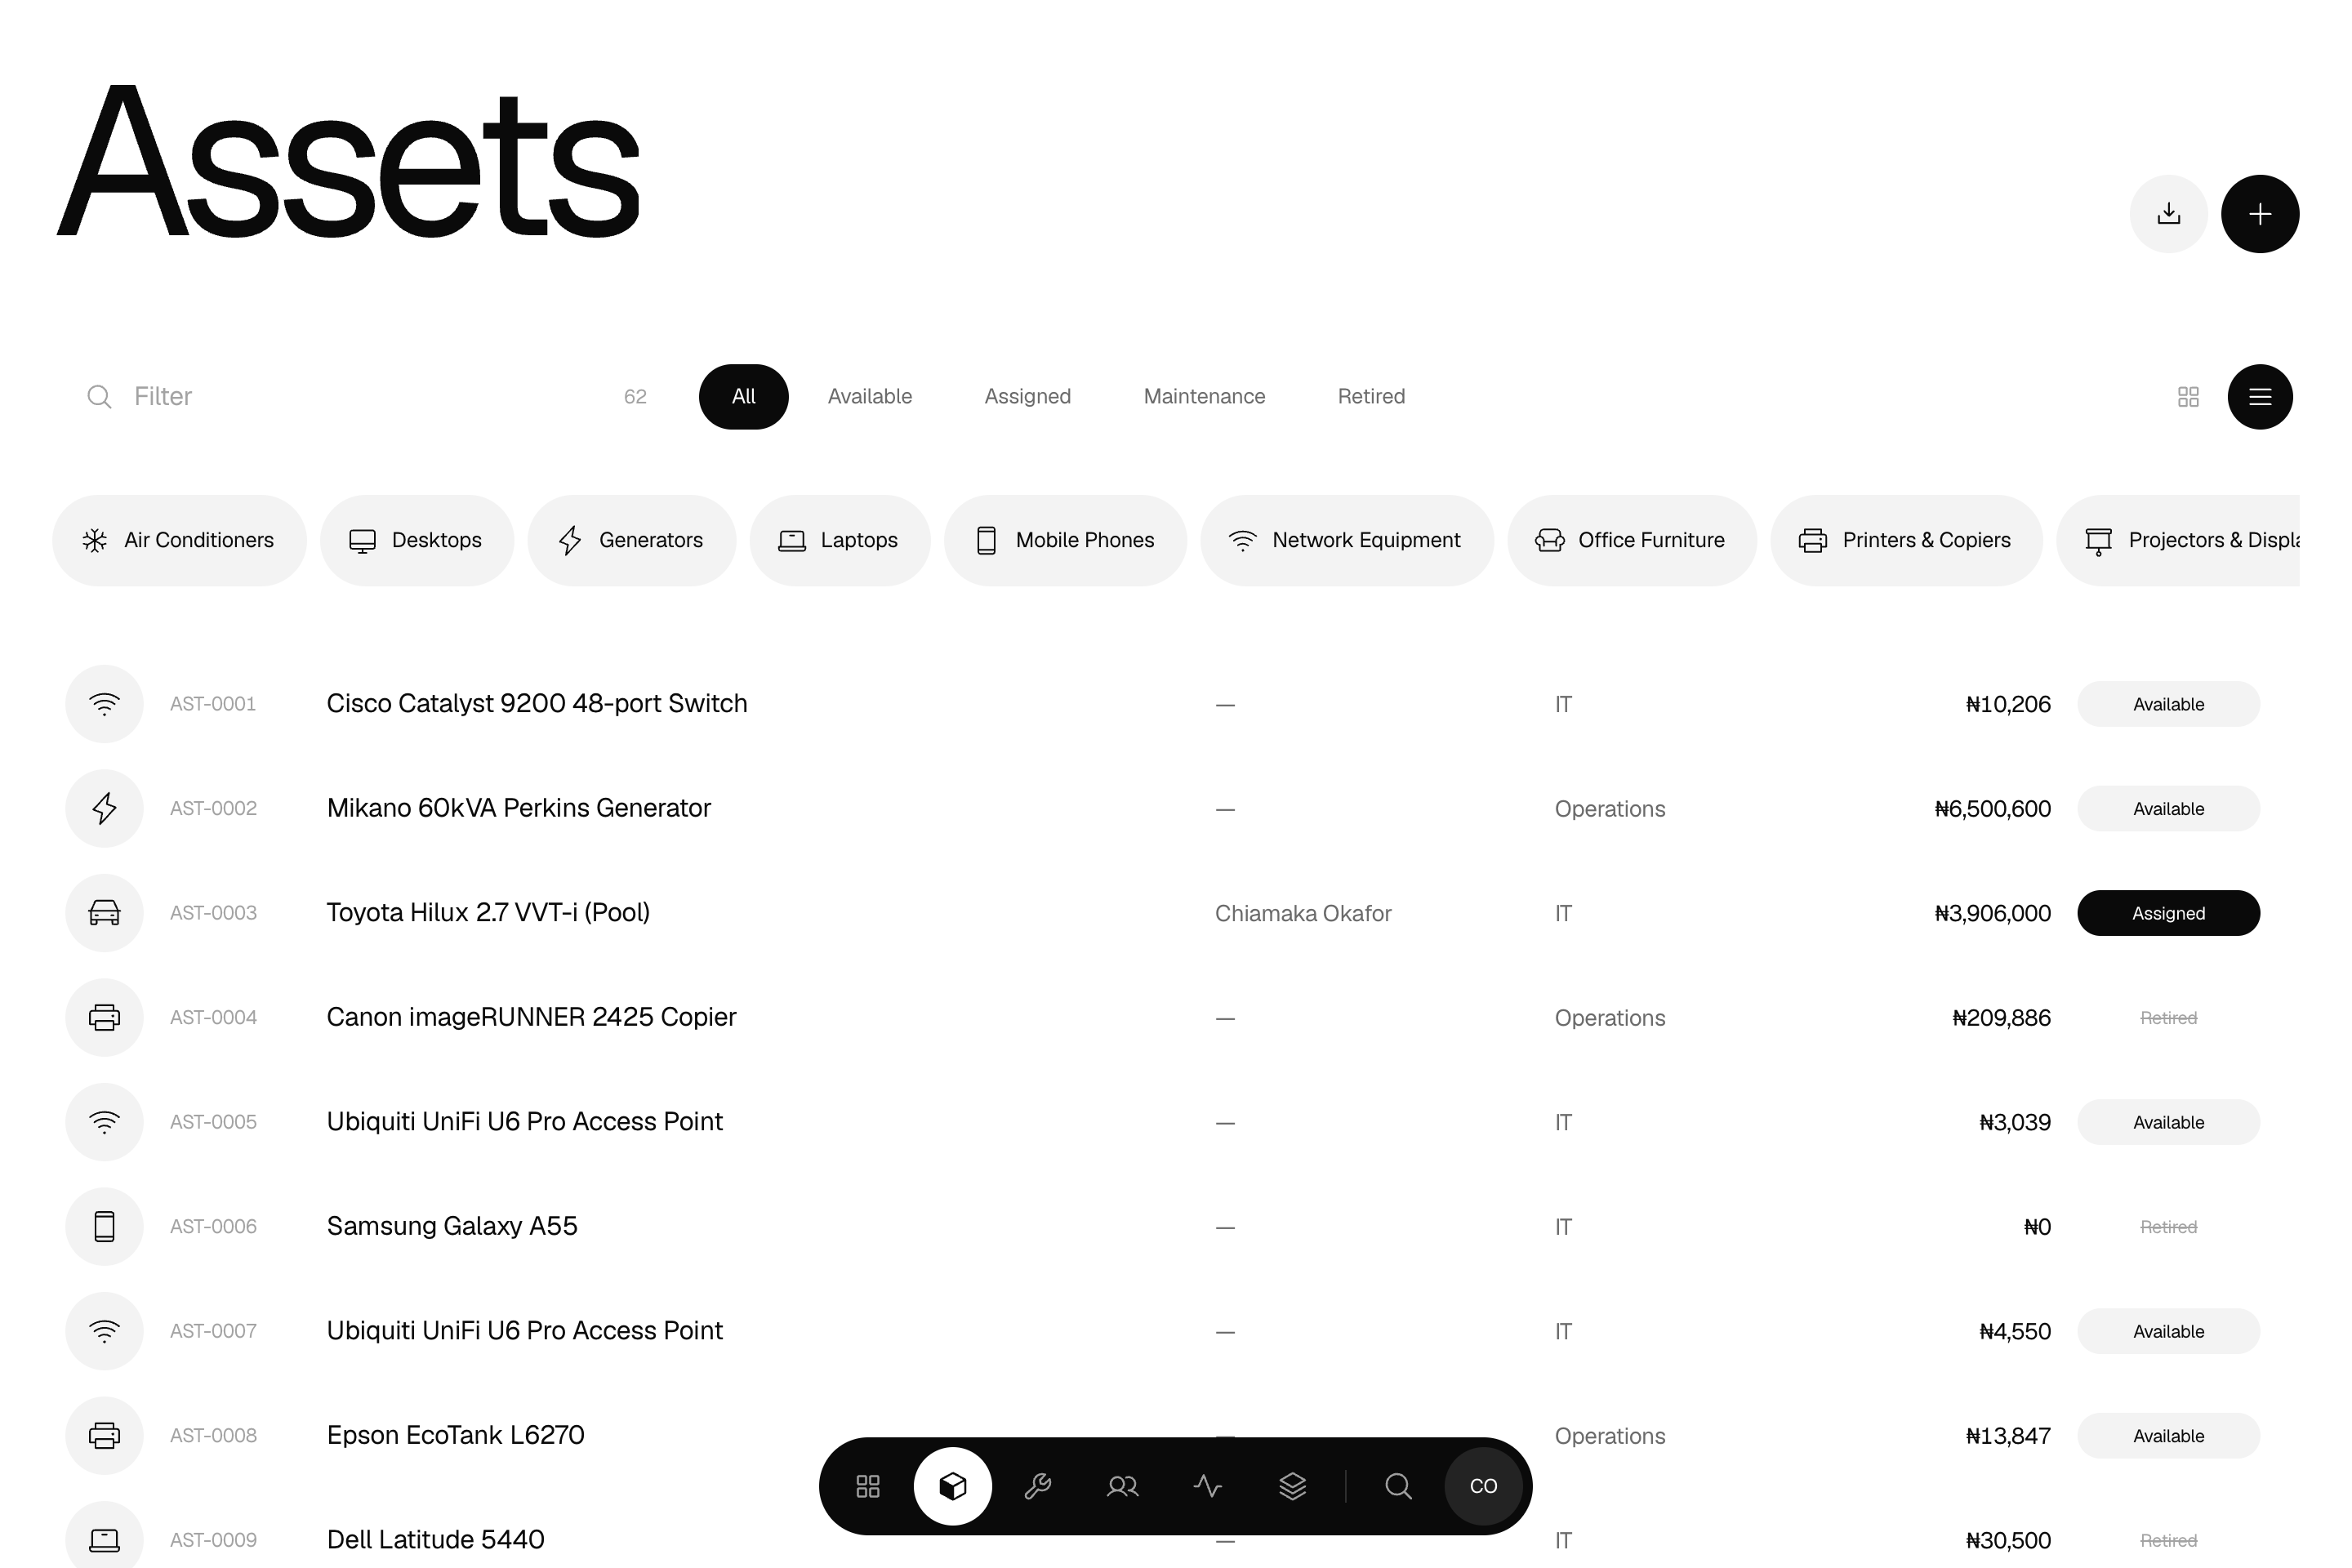 Assets
Filter 62 All Available Assigned Maintenance Retired
Air Conditioners Desktops Generators Laptops Mobile Phones Network Equipment Office Furniture Printers & Copiers Projectors & Displa
AST-0001 Cisco Catalyst 9200 48-port Switch — IT ₦10,206 Available
AST-0002 Mikano 60kVA Perkins Generator — Operations ₦6,500,600 Available
AST-0003 Toyota Hilux 2.7 VVT-i (Pool) Chiamaka Okafor IT ₦3,906,000 Assigned
AST-0004 Canon imageRUNNER 2425 Copier — Operations ₦209,886 Retired
AST-0005 Ubiquiti UniFi U6 Pro Access Point — IT ₦3,039 Available
AST-0006 Samsung Galaxy A55 — IT ₦0 Retired
AST-0007 Ubiquiti UniFi U6 Pro Access Point — IT ₦4,550 Available
AST-0008 Epson EcoTank L6270 — Operations ₦13,847 Available
CO
AST-0009 Dell Latitude 5440 — IT ₦30,500 Retired